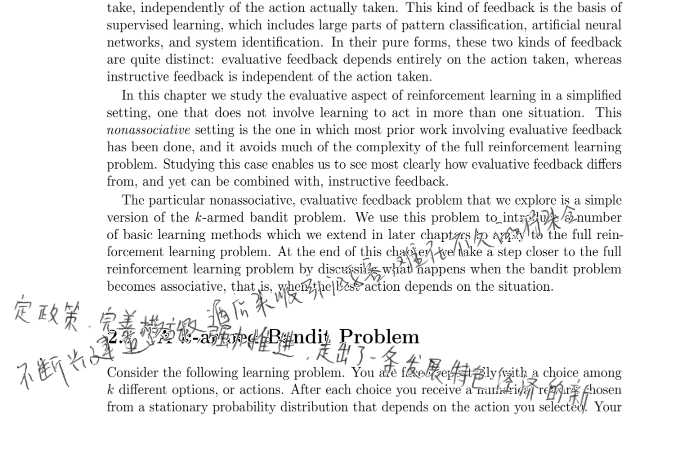 take, independently of the action actually taken. This kind of feedback is the basis of
supervised learning, which includes large parts of pattern classification, artificial neural
networks, and system identification. In their pure forms, these two kinds of feedback
are quite distinct: evaluative feedback depends entirely on the action taken, whereas
instructive feedback is independent of the action taken.
In this chapter we study the evaluative aspect of reinforcement learning in a simplified
setting, one that does not involve learning to act in more than one situation. This
nonassociative setting is the one in which most prior work involving evaluative feedback
has been done, and it avoids much of the complexity of the full reinforcement learning
problem. Studying this case enables us to see most clearly how evaluative feedback differs
from, and yet can be combined with, instructive feedback.
The particular nonassociative, evaluative feedback problem that we explore is a simple
version of the k-armed bandit problem. We use this problem to introduce a number
of basic learning methods which we extend in later chapters to apply to the full rein-
forcement learning problem. At the end of this chapter, we take a step closer to the full
reinforcement learning problem by discussing what happens when the bandit problem
becomes associative, that is, when the best action depends on the situation.
定政策,完善
不断兴建 强力推进,走出了一条发展特色经济的新
2. A k-armed Bandit Problem
Consider the following learning problem. You are faced repeatedly with a choice among
k different options, or actions. After each choice you receive a numerical reward chosen
from a stationary probability distribution that depends on the action you selected. Your